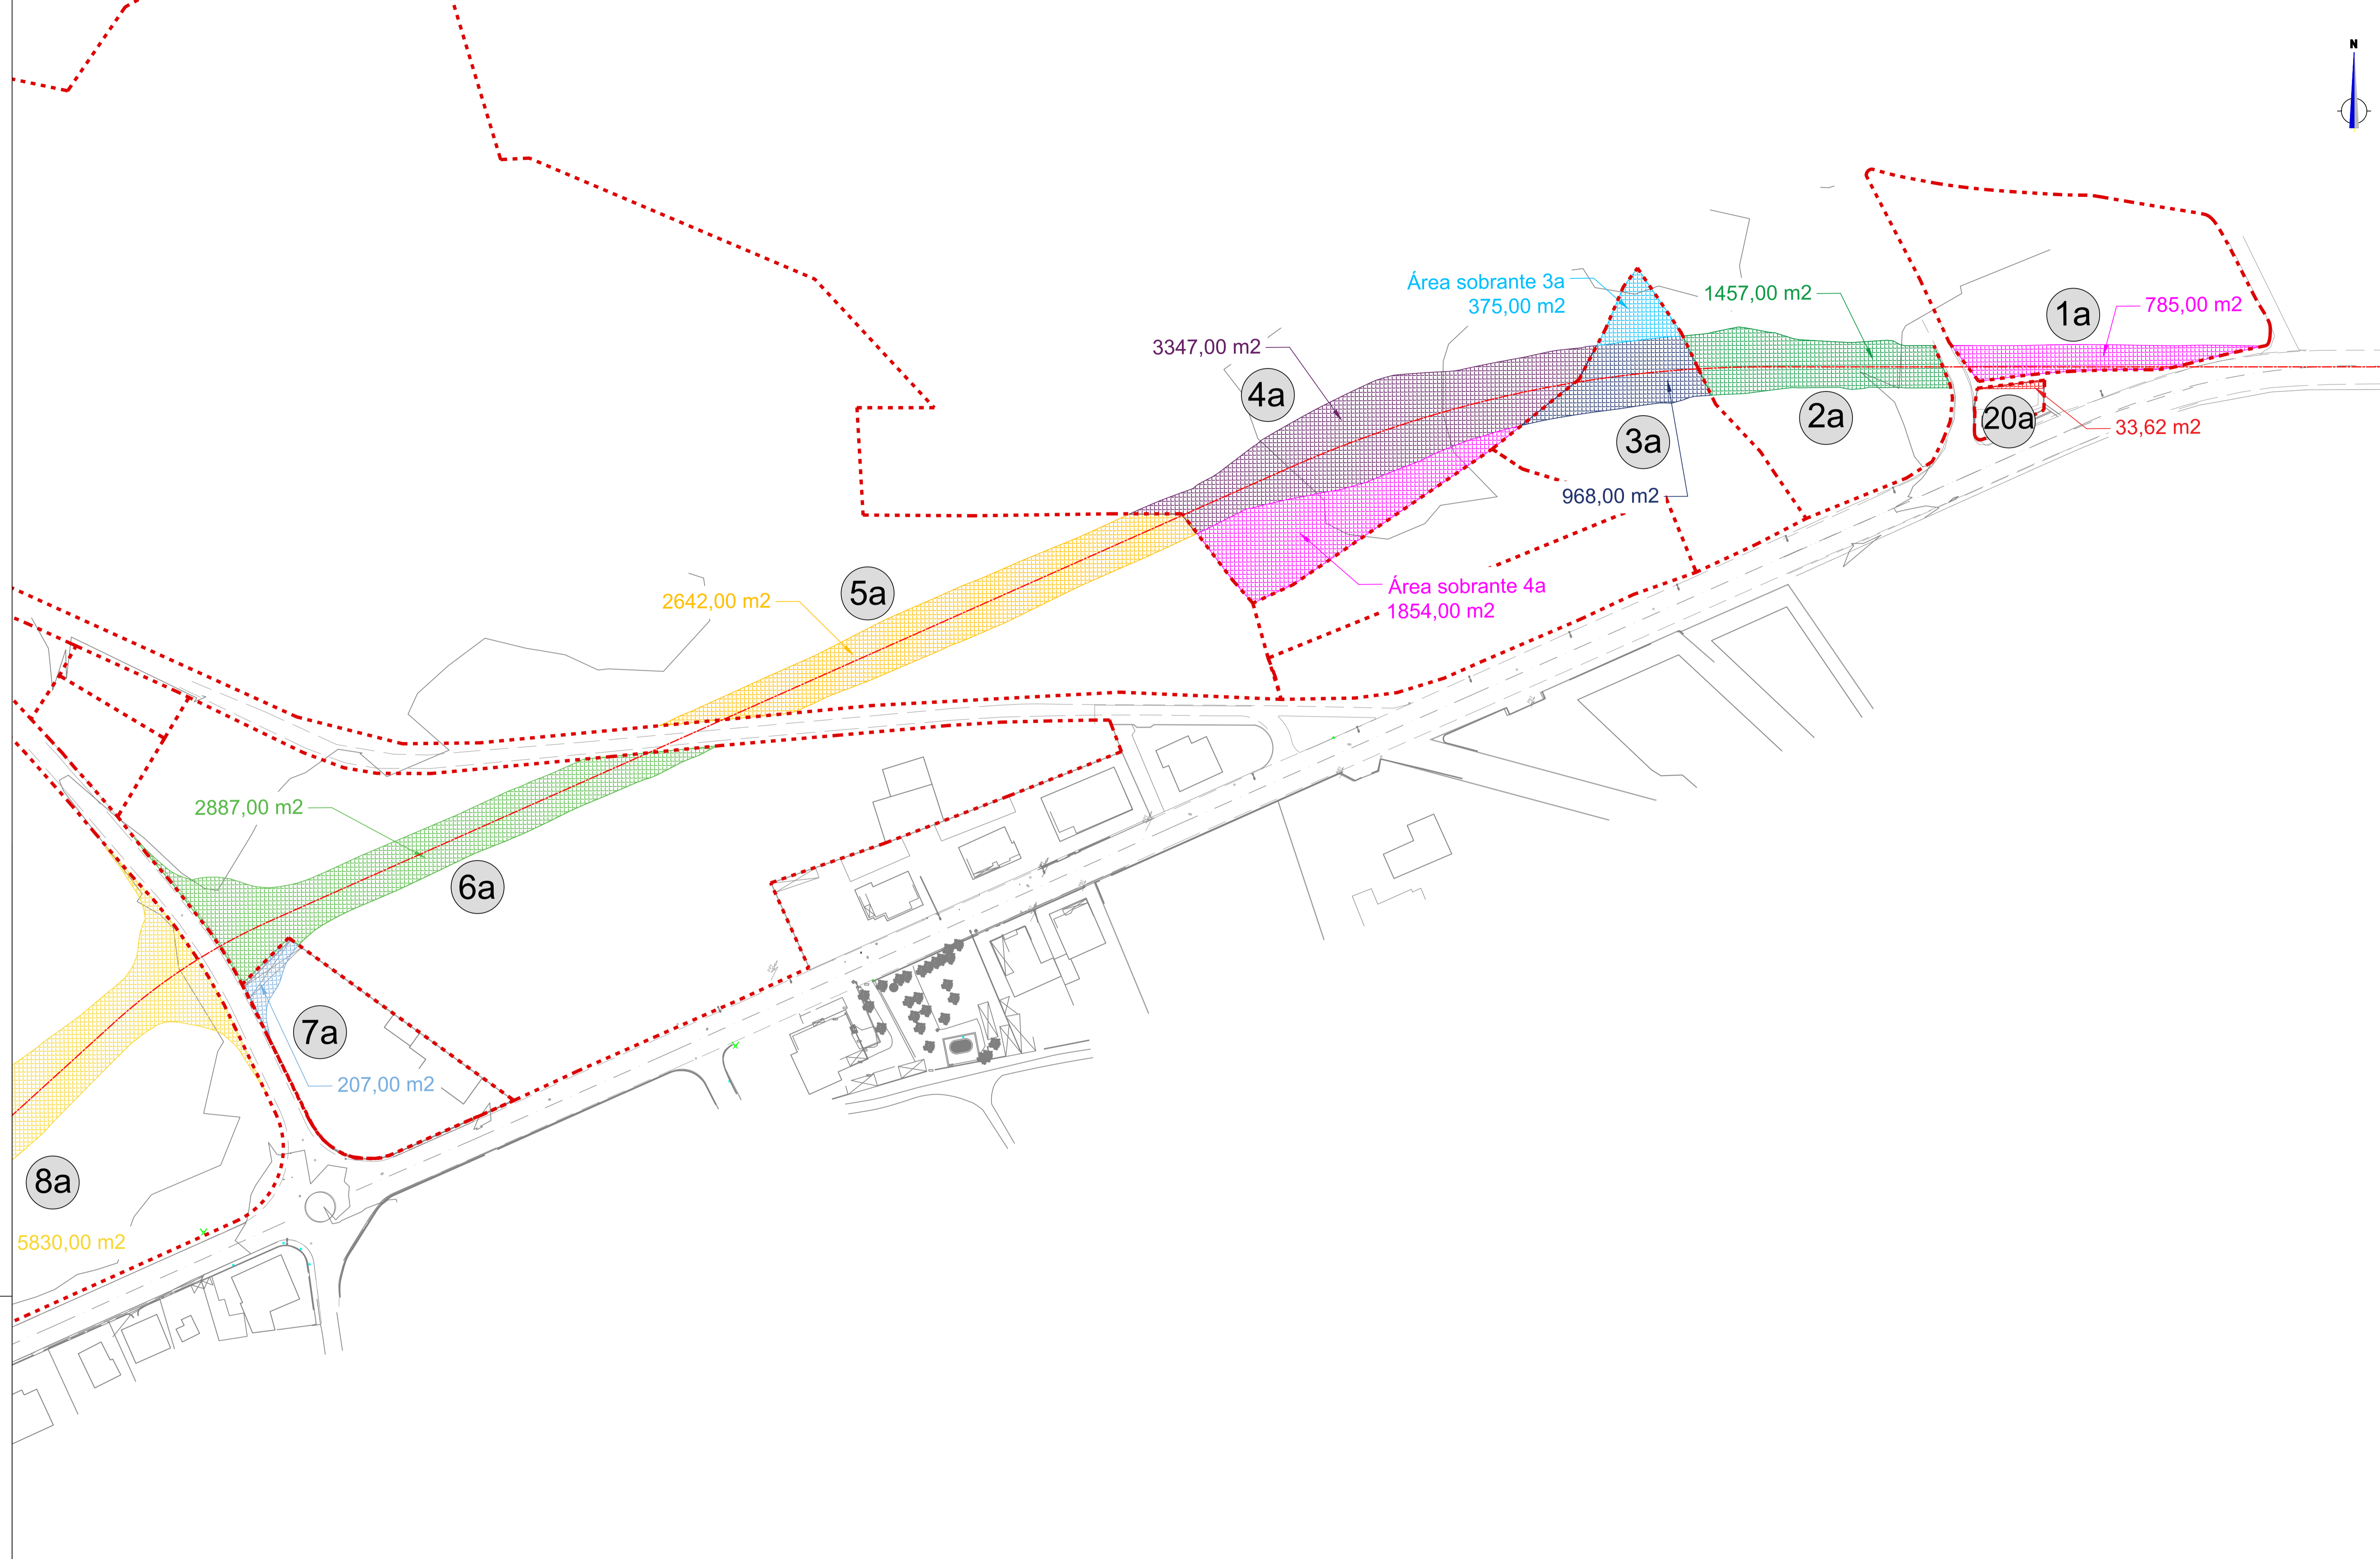 N
Área sobrante 3a
375,00 m2
1457,00 m2
1a
785,00 m2
3347,00 m2
4a
2a
20a
33,62 m2
3a
968,00 m2
5a
2642,00 m2
Área sobrante 4a
1854,00 m2
2887,00 m2
6a
7a
207,00 m2
8a
5830,00 m2